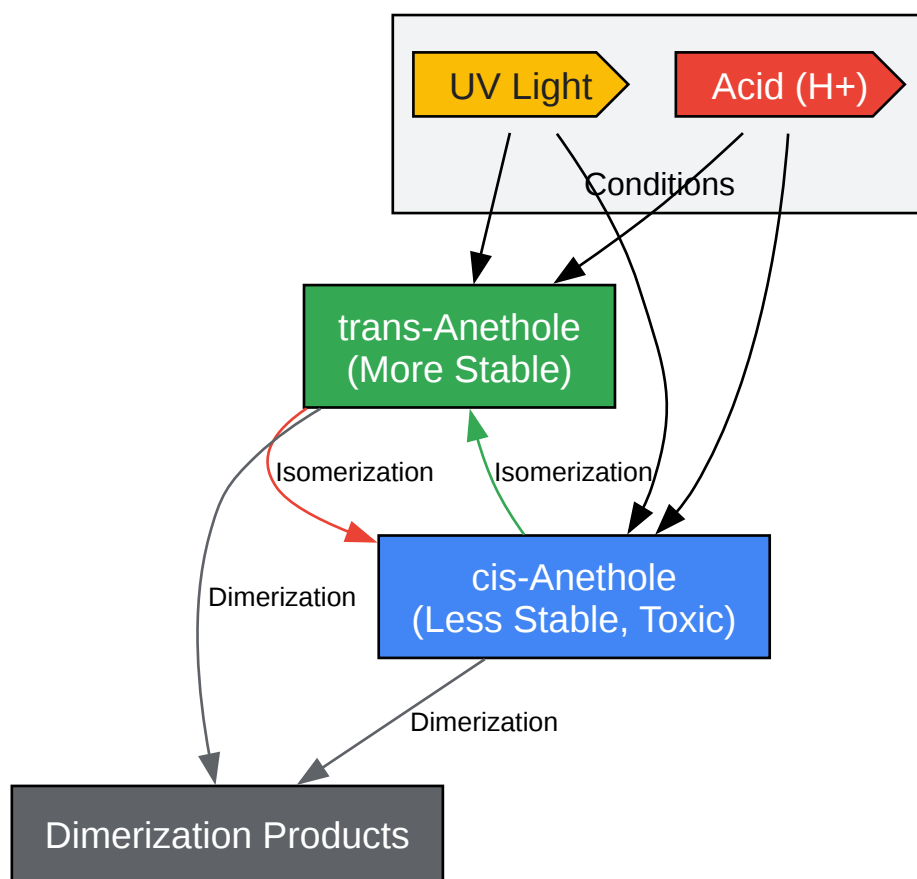 UV Light
Acid (H+)
Conditions
trans-Anethole
(More Stable)
Isomerization
Isomerization
cis-Anethole
(Less Stable, Toxic)
Dimerization
Dimerization
Dimerization Products